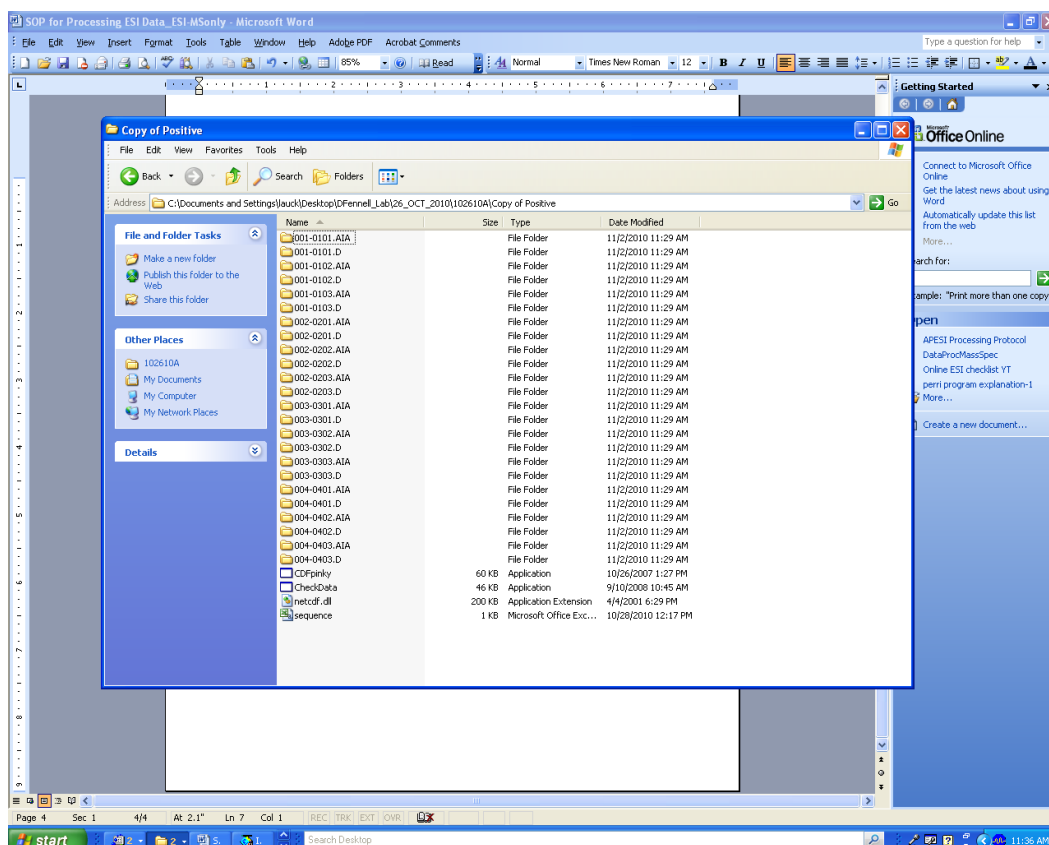 SOP for Processing ESI Data_ESI-MSonly - Microsoft Word
File Edit View Insert Format Tools Table Window Help Adobe PDF Acrobat Comments
Type a question for help
85% Read Normal Times New Roman 12 B I U
1 2 3 4 5 6 7
Getting Started
Microsoft Office Online
Connect to Microsoft Office Online
Get the latest news about using Word
Automatically update this list from the web
More...
arch for:
ample: "Print more than one copy
pen
APESI Processing Protocol
DataProcMassSpec
Online ESI checklist YT
perri program explanation-1
More...
Create a new document...
Copy of Positive
File Edit View Favorites Tools Help
Back Search Folders
Address C:\Documents and Settings\lauck\Desktop\DFennell_Lab\26_OCT_2010\102610A\Copy of Positive Go
File and Folder Tasks
Make a new folder
Publish this folder to the Web
Share this folder
Other Places
102610A
My Documents
My Computer
My Network Places
Details
Name Size Type Date Modified
001-0101.AIA File Folder 11/2/2010 11:29 AM
001-0101.D File Folder 11/2/2010 11:29 AM
001-0102.AIA File Folder 11/2/2010 11:29 AM
001-0102.D File Folder 11/2/2010 11:29 AM
001-0103.AIA File Folder 11/2/2010 11:29 AM
001-0103.D File Folder 11/2/2010 11:29 AM
002-0201.AIA File Folder 11/2/2010 11:29 AM
002-0201.D File Folder 11/2/2010 11:29 AM
002-0202.AIA File Folder 11/2/2010 11:29 AM
002-0202.D File Folder 11/2/2010 11:29 AM
002-0203.AIA File Folder 11/2/2010 11:29 AM
002-0203.D File Folder 11/2/2010 11:29 AM
003-0301.AIA File Folder 11/2/2010 11:29 AM
003-0301.D File Folder 11/2/2010 11:29 AM
003-0302.AIA File Folder 11/2/2010 11:29 AM
003-0302.D File Folder 11/2/2010 11:29 AM
003-0303.AIA File Folder 11/2/2010 11:29 AM
003-0303.D File Folder 11/2/2010 11:29 AM
004-0401.AIA File Folder 11/2/2010 11:29 AM
004-0401.D File Folder 11/2/2010 11:29 AM
004-0402.AIA File Folder 11/2/2010 11:29 AM
004-0402.D File Folder 11/2/2010 11:29 AM
004-0403.AIA File Folder 11/2/2010 11:29 AM
004-0403.D File Folder 11/2/2010 11:29 AM
CDFpinky 60 KB Application 10/26/2007 1:27 PM
CheckData 46 KB Application 9/10/2008 10:45 AM
netcdf.dll 200 KB Application Extension 4/4/2001 6:29 PM
sequence 1 KB Microsoft Office Exc... 10/28/2010 12:17 PM
Page 4 Sec 1 4/4 At 2.1" Ln 7 Col 1 REC TRK EXT OVR
start 2 2 S. I. Search Desktop 11:36 AM